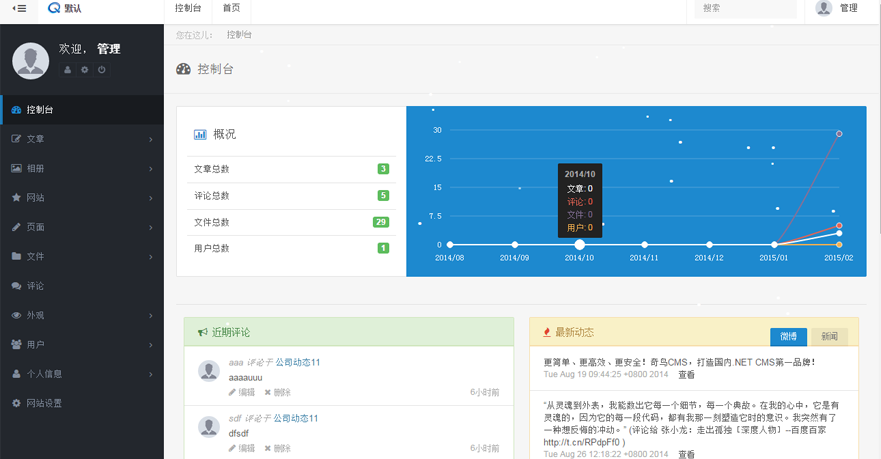 默认
控制台 首页
搜索
管理
欢迎， 管理
您在这儿： 控制台
控制台
控制台
文章
相册
网站
页面
文件
评论
外观
用户
个人信息
网站设置
概况
文章总数 3
评论总数 5
文件总数 29
用户总数 1
30
22.5
15
7.5
0
2014/10
文章: 0
评论: 0
文件: 0
用户: 0
2014/08 2014/09 2014/10 2014/11 2014/12 2015/01 2015/02
近期评论
aaa 评论于 公司动态11
aaaauuu
编辑 删除 6小时前
sdf 评论于 公司动态11
dfsdf
编辑 删除 6小时前
最新动态 微博 新闻
更简单、更高效、更安全！奇鸟CMS，打造国内.NET CMS第一品牌！
Tue Aug 19 09:44:25 +0800 2014 查看
“从灵魂到外表，我能数出它每一个细节，每一个典故。在我的心中，它是有
灵魂的，因为它的每一段代码，都有我那一刻塑造它时的意识。我突然有了
一种想反悔的冲动。” (评论给 张小龙：走出孤独〔深度人物〕--百度百家
http://t.cn/RPdpFf0 )
Tue Aug 26 12:18:22 +0800 2014 查看